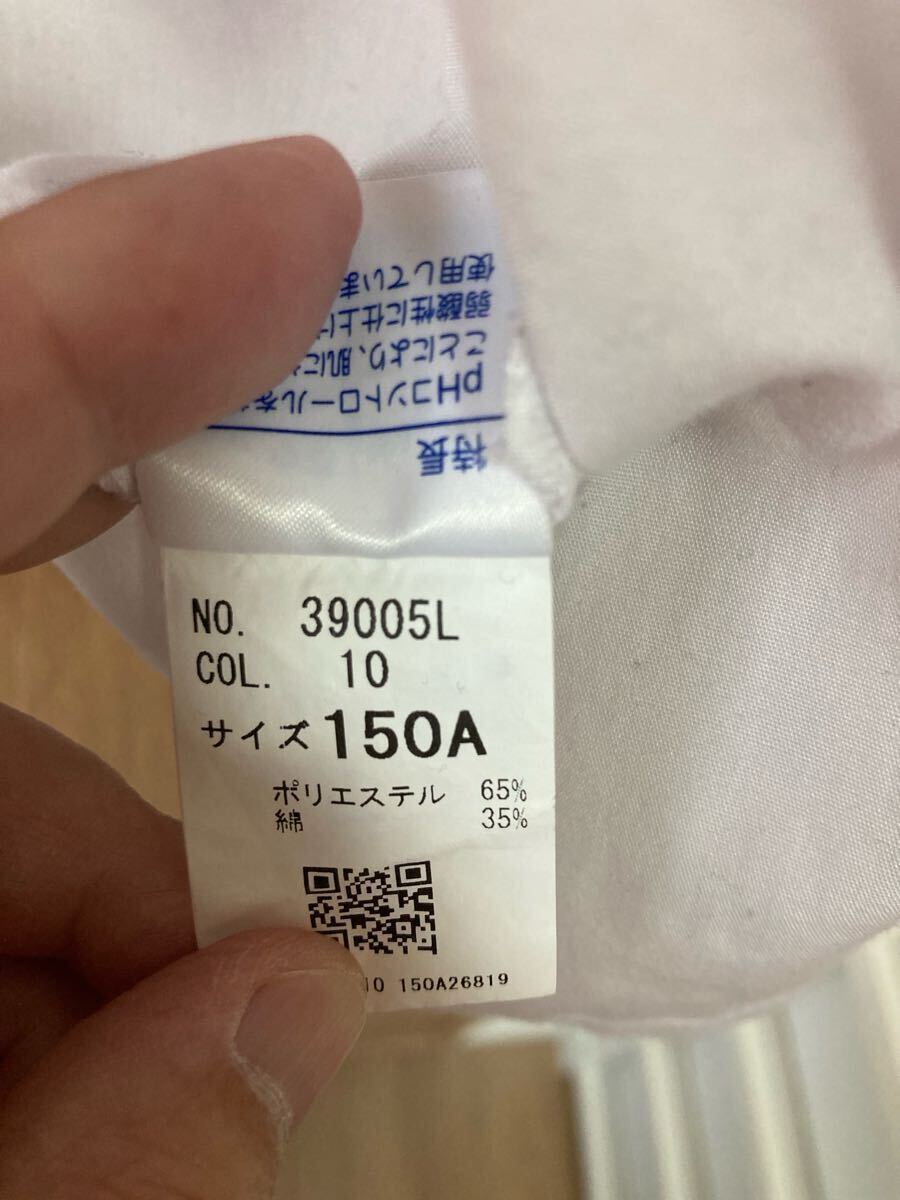 特長
pHコントロールを
ことにより、肌に
弱酸性に仕上
使用していま
NO. 39005L
COL. 10
サイズ 150A
ポリエステル 65%
綿 35%
10 150A26819